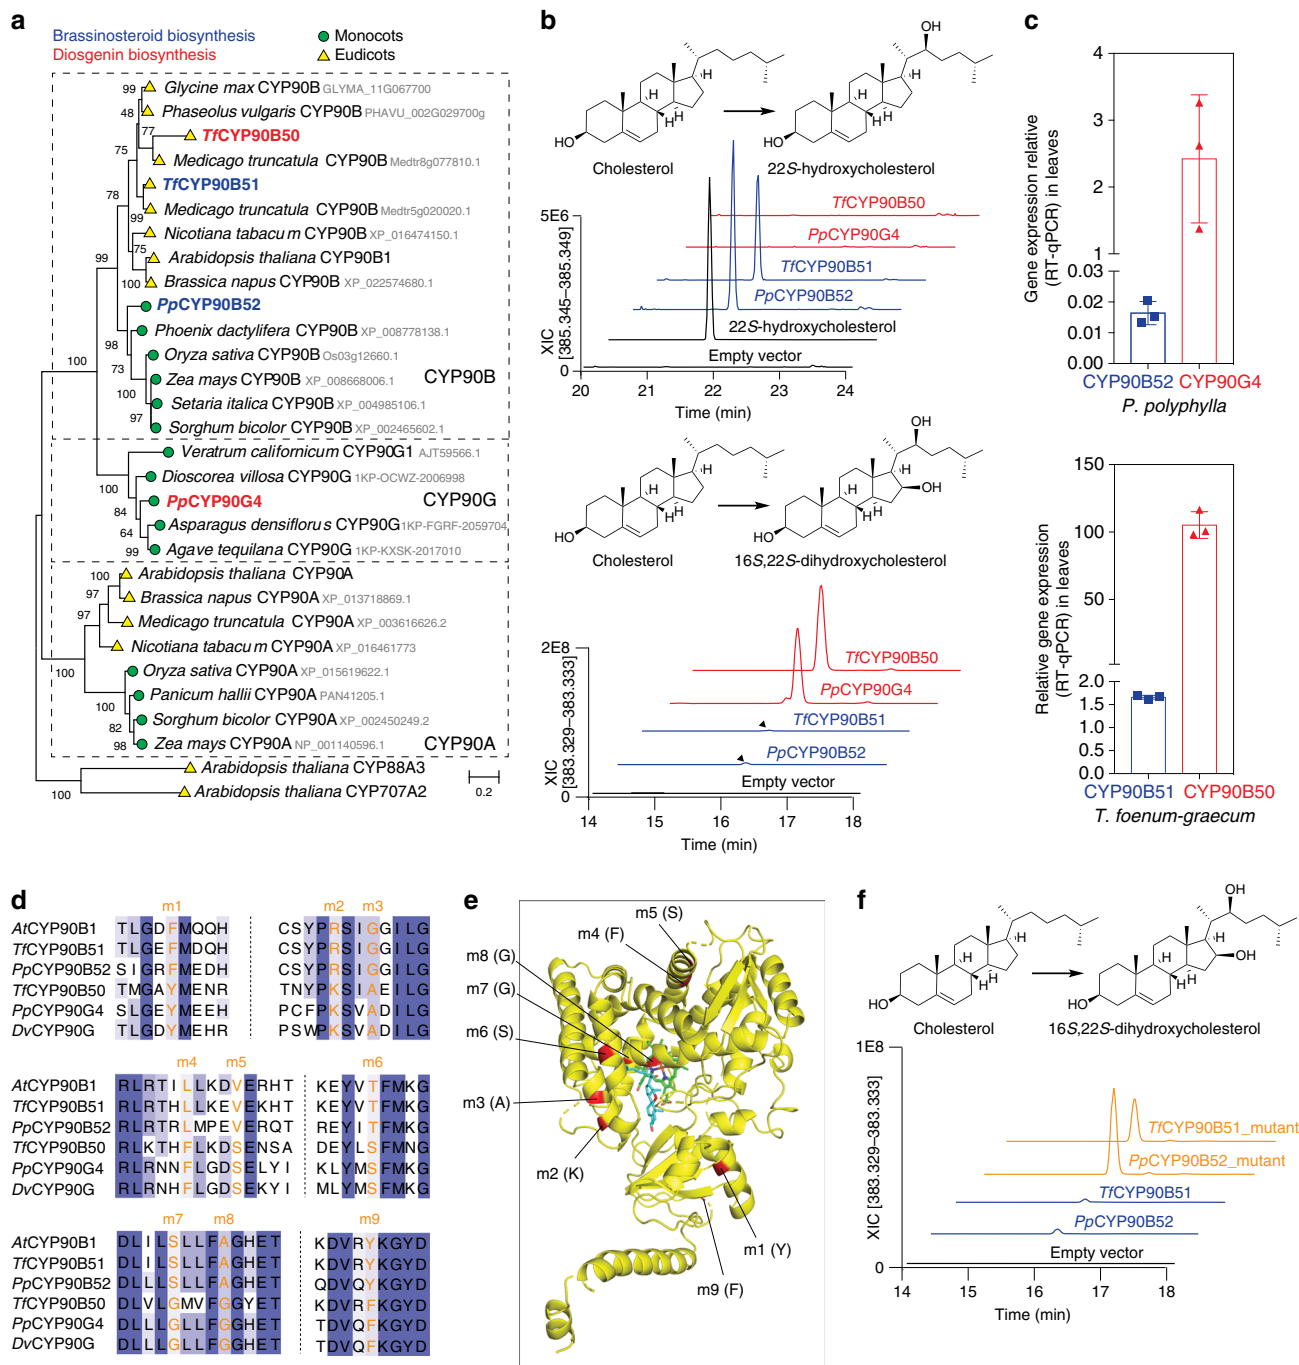 a
Brassinosteroid biosynthesis
Diosgenin biosynthesis
Monocots
Eudicots
Glycine max CYP90B GLYMA_11G067700
Phaseolus vulgaris CYP90B PHAVU_002G029700g
TfCYP90B50
Medicago truncatula CYP90B Medtr8g077810.1
TfCYP90B51
Medicago truncatula CYP90B Medtr5g020020.1
Nicotiana tabacum CYP90B XP_016474150.1
Arabidopsis thaliana CYP90B1
Brassica napus CYP90B XP_022574680.1
PpCYP90B52
Phoenix dactylifera CYP90B XP_008778138.1
Oryza sativa CYP90B Os03g12660.1
Zea mays CYP90B XP_008668006.1
CYP90B
Setaria italica CYP90B XP_004985106.1
Sorghum bicolor CYP90B XP_002465602.1
Veratrum californicum CYP90G1 AJT59566.1
Dioscorea villosa CYP90G 1KP-OCWZ-2006998
PpCYP90G4
CYP90G
Asparagus densiflorus CYP90G 1KP-FGRF-2059704
Agave tequilana CYP90G 1KP-KXSK-2017010
Arabidopsis thaliana CYP90A
Brassica napus CYP90A XP_013718869.1
Medicago truncatula CYP90A XP_003616626.2
Nicotiana tabacum CYP90A XP_016461773
Oryza sativa CYP90A XP_015619622.1
Panicum hallii CYP90A PAN41205.1
Sorghum bicolor CYP90A XP_002450249.2
Zea mays CYP90A NP_001140596.1
CYP90A
Arabidopsis thaliana CYP88A3
Arabidopsis thaliana CYP707A2
99
48
77
75
78
99
75
99
100
98
73
100
97
100
100
84
64
99
100
97
97
100
100
82
98
100
0.2
b
OH
H
H
H
HO
HO
H
H
H
Cholesterol
22S-hydroxycholesterol
5E6
0
XIC
[385.345–385.349]
TfCYP90B50
PpCYP90G4
TfCYP90B51
PpCYP90B52
22S-hydroxycholesterol
Empty vector
20 21 22 23 24
Time (min)
OH
OH
H
H
H
HO
HO
H
H
H
Cholesterol
16S,22S-dihydroxycholesterol
2E8
0
XIC
[383.329–383.333]
TfCYP90B50
PpCYP90G4
TfCYP90B51
PpCYP90B52
Empty vector
14 15 16 17 18
Time (min)
c
Gene expression relative
(RT-qPCR) in leaves
4
3
2
1
0.03
0.02
0.01
0.00
CYP90B52 CYP90G4
P. polyphylla
Relative gene expression
(RT-qPCR) in leaves
150
100
50
2.0
1.5
1.0
0.5
0.0
CYP90B51 CYP90B50
T. foenum-graecum
d
m1 m2 m3
AtCYP90B1 TLGDFMQQH CSYPRSIGGILG
TfCYP90B51 TLGEFMDQH CSYPRSIGGILG
PpCYP90B52 SIGRFMEDH CSYPRSIGGILG
TfCYP90B50 TMGAYMENR TNYPKSIAEILG
PpCYP90G4 SLGEYMEEH PCFPKSVADILG
DvCYP90G TLGDYMEHR PSWPKSVADILG
m4 m5 m6
AtCYP90B1 RLRTILLKDVERHT KEYVTFMKG
TfCYP90B51 RLRTHLLKEVEKHT KEYVTFMKG
PpCYP90B52 RLRTRLMPEVERQT REYITFMKG
TfCYP90B50 RLKTHFLKDSENSA DEYLSFMNG
PpCYP90G4 RLRNNFLGDSELYI KLYMSFMKG
DvCYP90G RLRNHFLGDSEKYI MLYMSFMKG
m7 m8 m9
AtCYP90B1 DLILSLLFAGHET KDVRYKGYD
TfCYP90B51 DLILSLLFAGHET KDVRYKGYD
PpCYP90B52 DLLLSLLFAGHET QDVQYKGYD
TfCYP90B50 DLVLGMVFGGYET KDVRFKGYD
PpCYP90G4 DLLLGLLFGGHET TDVQFKGYD
DvCYP90G DLLLGLLFGGHET TDVQFKGYD
e
m5 (S)
m4 (F)
m8 (G)
m7 (G)
m6 (S)
m3 (A)
m2 (K)
m1 (Y)
m9 (F)
f
OH
OH
H
H
H
HO
HO
H
H
H
Cholesterol
16S,22S-dihydroxycholesterol
1E8
0
XIC [383.329–383.333]
TfCYP90B51_mutant
PpCYP90B52_mutant
TfCYP90B51
PpCYP90B52
Empty vector
14 15 16 17 18
Time (min)